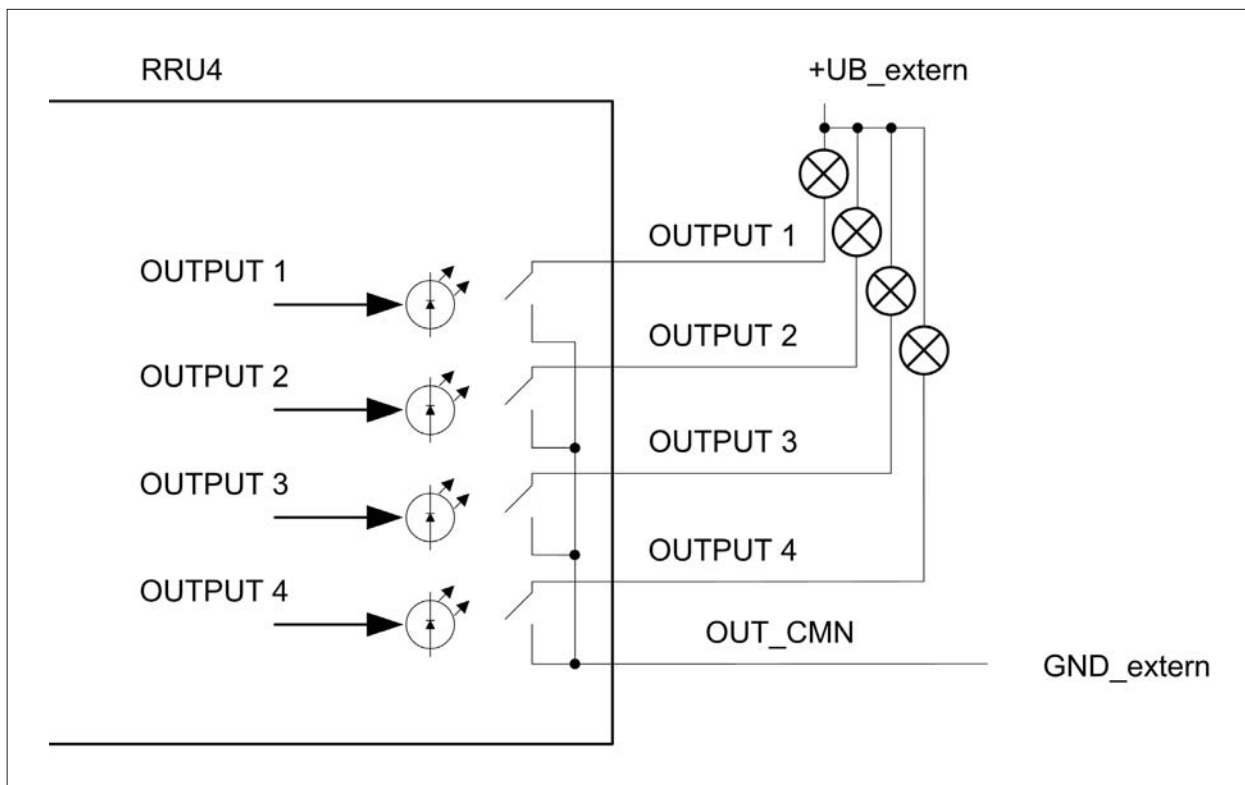 RRU4
+UB_extern
OUTPUT 1
OUTPUT 1
OUTPUT 2
OUTPUT 2
OUTPUT 3
OUTPUT 3
OUTPUT 4
OUTPUT 4
OUT_CMN
GND_extern